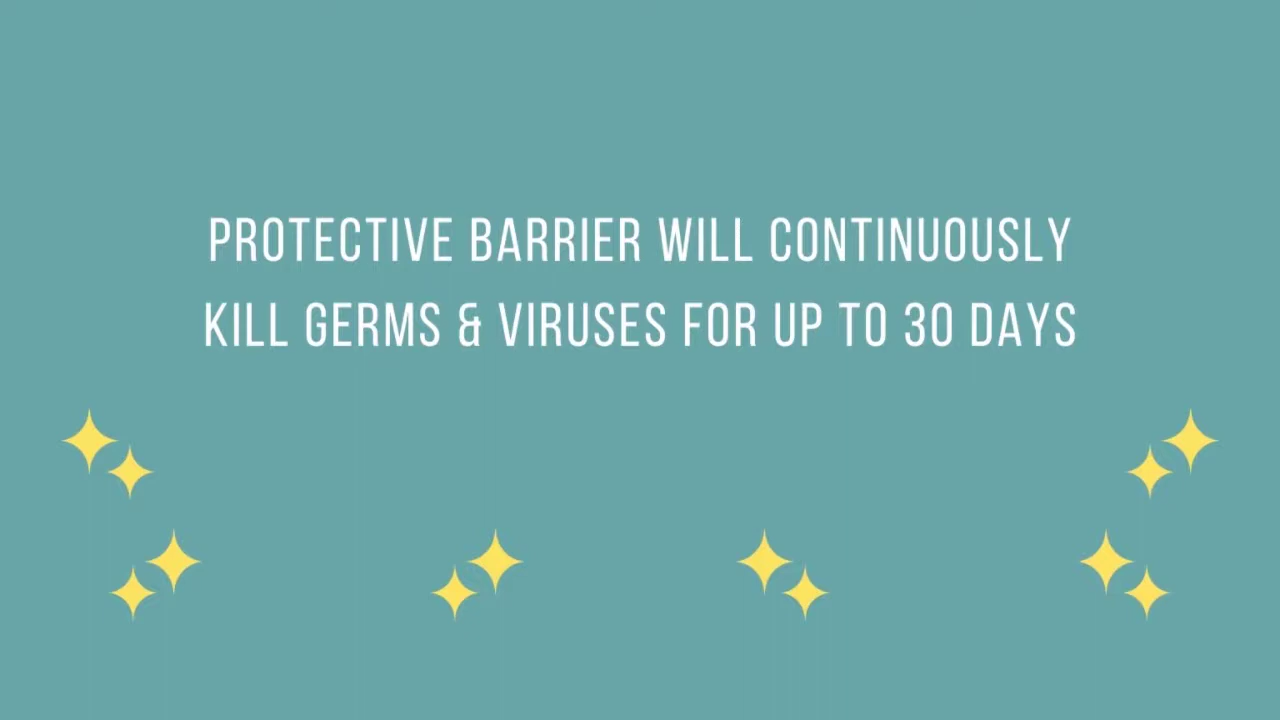 PROTECTIVE BARRIER WILL CONTINUOUSLY
KILL GERMS & VIRUSES FOR UP TO 30 DAYS